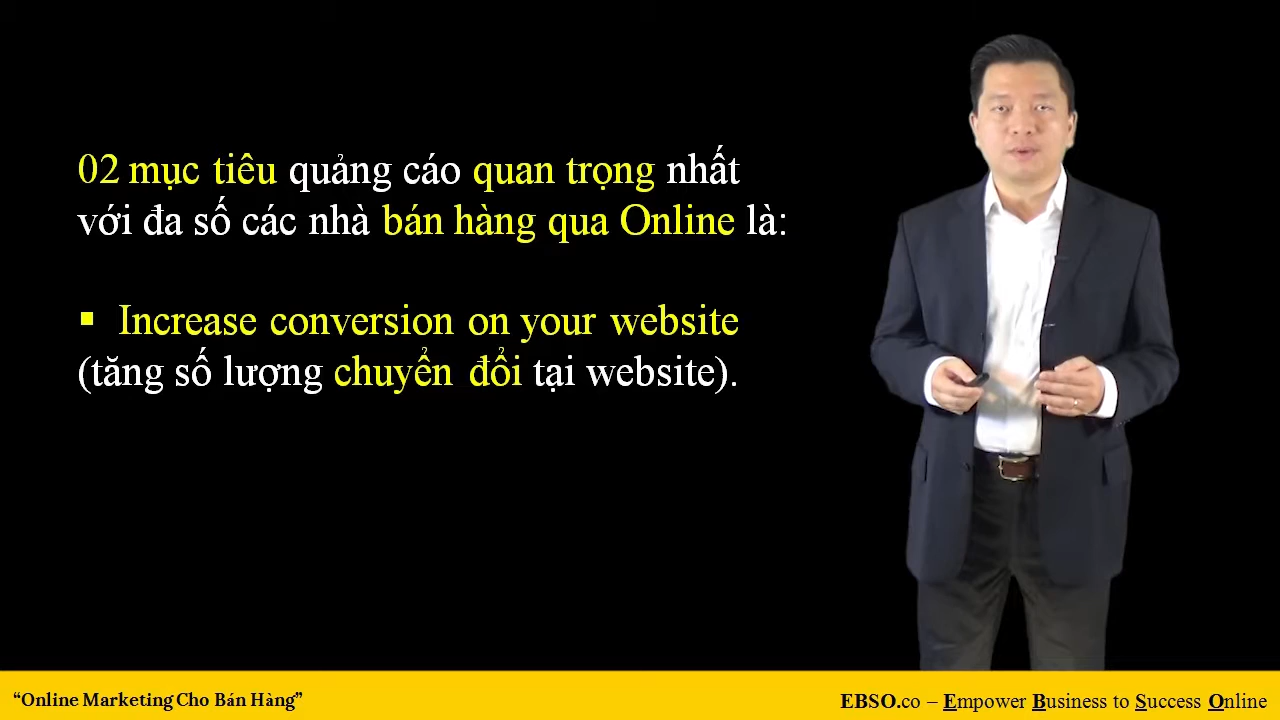 02 mục tiêu quảng cáo quan trọng nhất
với đa số các nhà bán hàng qua Online là:
▪ Increase conversion on your website
(tăng số lượng chuyển đổi tại website).
“Online Marketing Cho Bán Hàng”
EBSO.co – Empower Business to Success Online